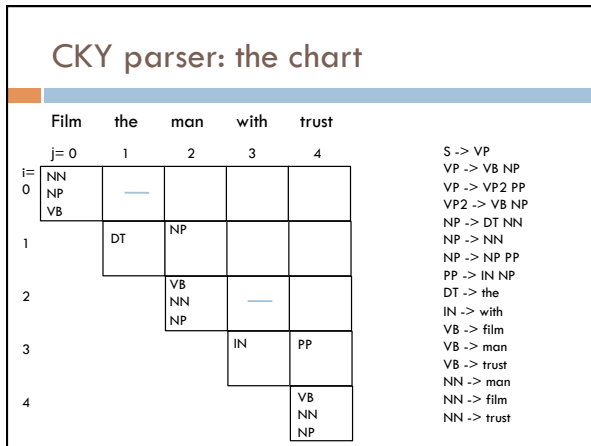 CKY parser: the chart
Film the man with trust
j= 0 1 2 3 4
i=
0
NN
NP
VB
1
DT
NP
2
VB
NN
NP
3
IN
PP
4
VB
NN
NP
S -> VP
VP -> VB NP
VP -> VP2 PP
VP2 -> VB NP
NP -> DT NN
NP -> NN
NP -> NP PP
PP -> IN NP
DT -> the
IN -> with
VB -> film
VB -> man
VB -> trust
NN -> man
NN -> film
NN -> trust